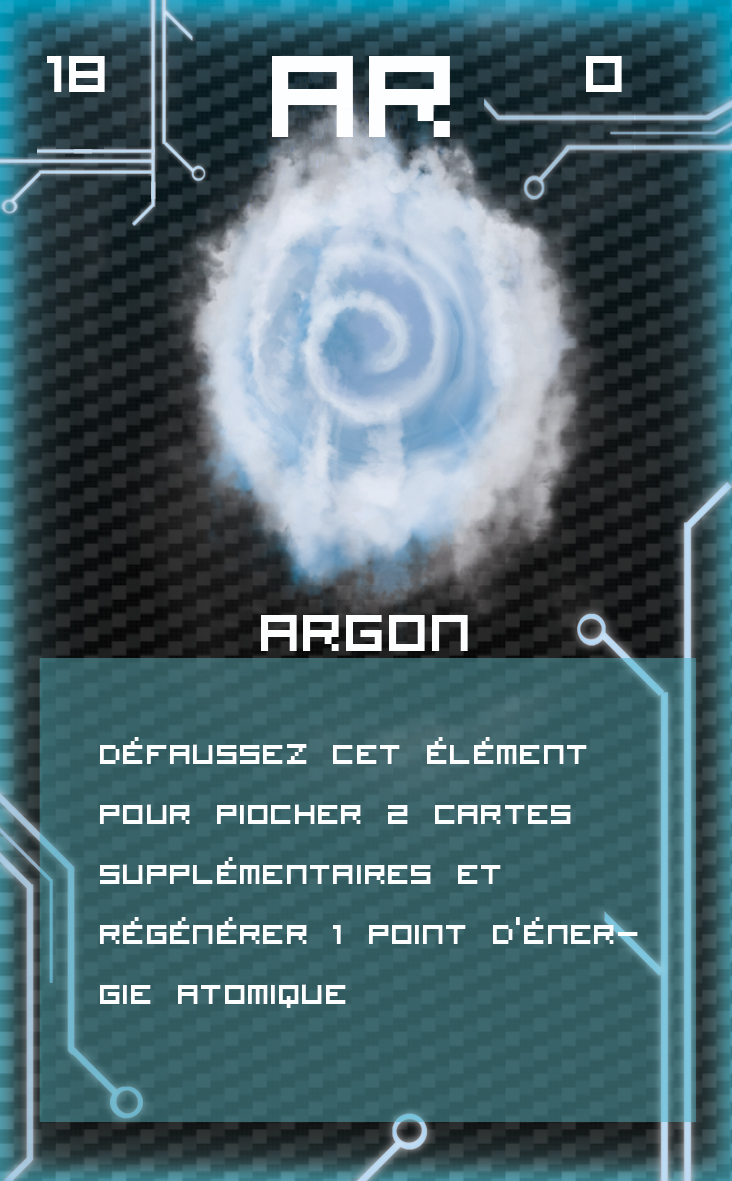 18 AR 0
ARGON
DÉFAUSSEZ CET ÉLÉMENT
POUR PIOCHER 2 CARTES
SUPPLÉMENTAIRES ET
RÉGÉNÉRER 1 POINT D'ÉNER-
GIE ATOMIQUE